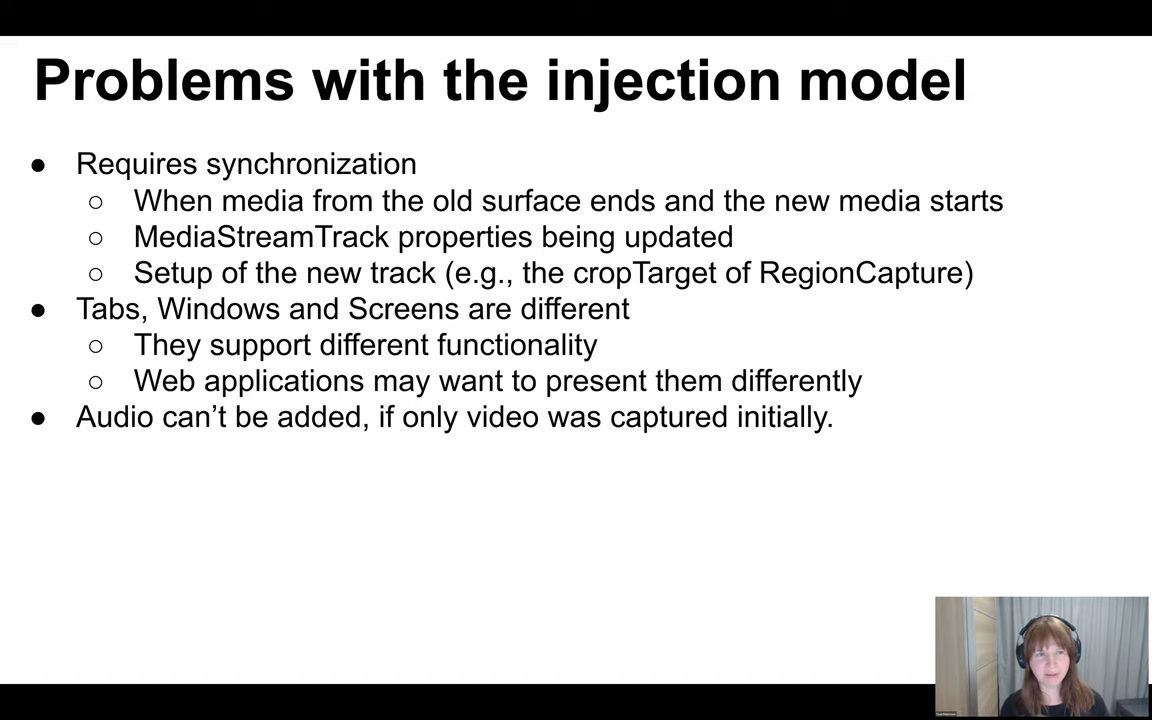 Problems with the injection model
● Requires synchronization
○ When media from the old surface ends and the new media starts
○ MediaStreamTrack properties being updated
○ Setup of the new track (e.g., the cropTarget of RegionCapture)
● Tabs, Windows and Screens are different
○ They support different functionality
○ Web applications may want to present them differently
● Audio can’t be added, if only video was captured initially.